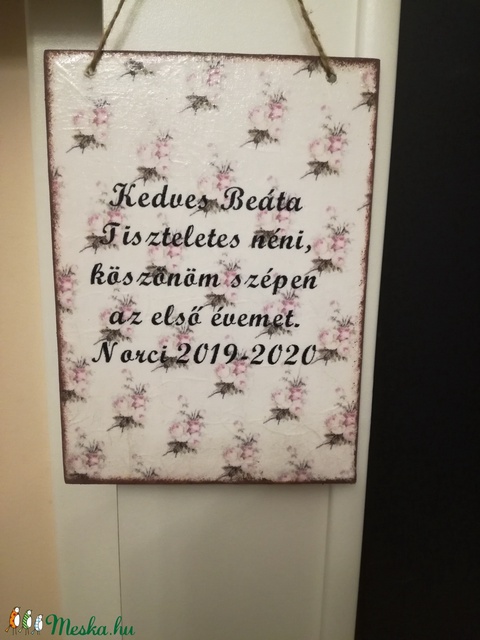 Kedves Beáta
Tiszteletes néni,
köszönöm szépen
az első évemet.
Norci 2019-2020
Meska.hu